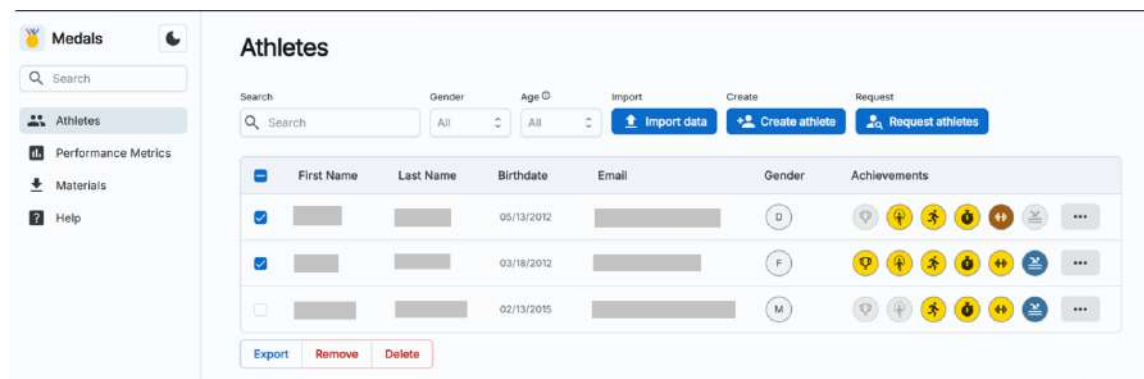 Medals
Search
Athletes
Performance Metrics
Materials
Help
Athletes
Search Gender Age Import Create Request
Search All All Import data Create athlete Request athletes
First Name Last Name Birthdate Email Gender Achievements
05/13/2012 D
03/18/2012 F
02/13/2015 M
Export Remove Delete